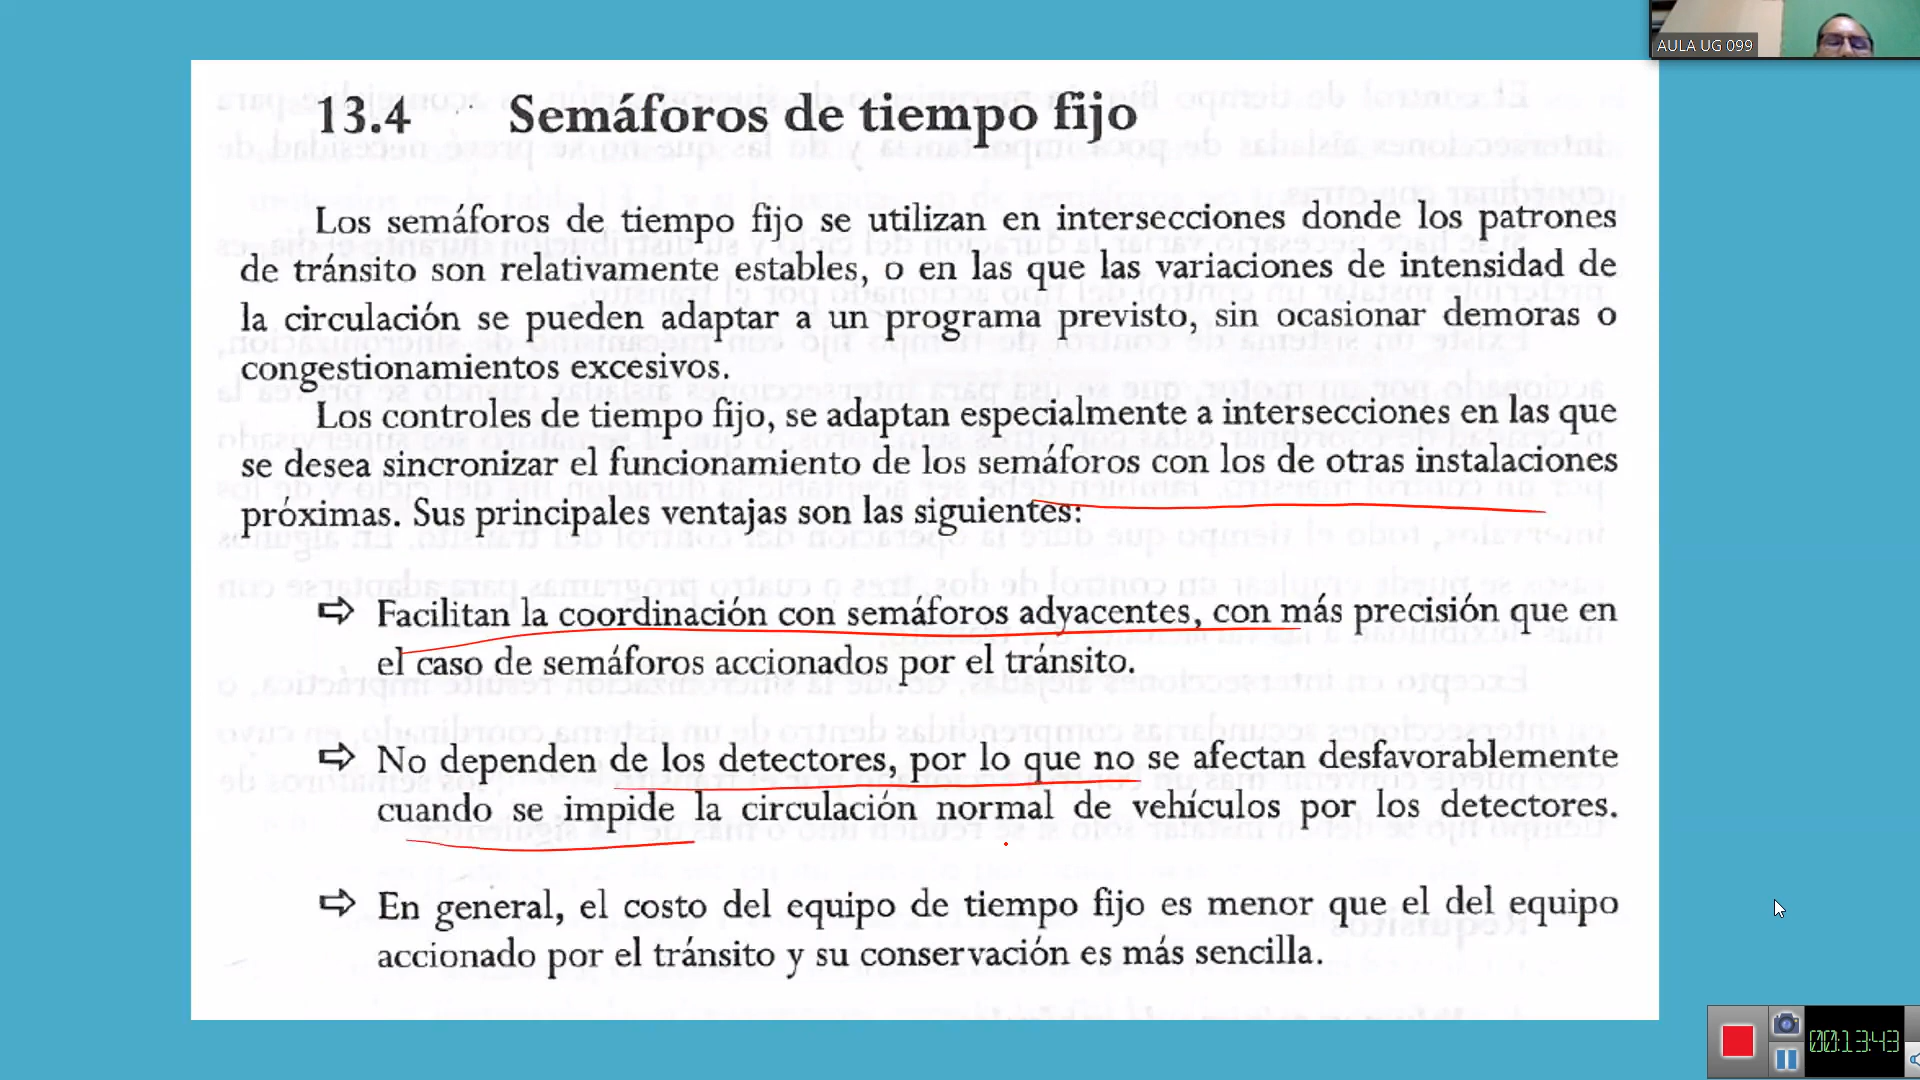 AULA UG 099
13.4 Semáforos de tiempo fijo
Los semáforos de tiempo fijo se utilizan en intersecciones donde los patrones
de tránsito son relativamente estables, o en las que las variaciones de intensidad de
la circulación se pueden adaptar a un programa previsto, sin ocasionar demoras o
congestionamientos excesivos.
Los controles de tiempo fijo, se adaptan especialmente a intersecciones en las que
se desea sincronizar el funcionamiento de los semáforos con los de otras instalaciones
próximas. Sus principales ventajas son las siguientes:
⇨ Facilitan la coordinación con semáforos adyacentes, con más precisión que en
el caso de semáforos accionados por el tránsito.
⇨ No dependen de los detectores, por lo que no se afectan desfavorablemente
cuando se impide la circulación normal de vehículos por los detectores.
⇨ En general, el costo del equipo de tiempo fijo es menor que el del equipo
accionado por el tránsito y su conservación es más sencilla.
00:13:43